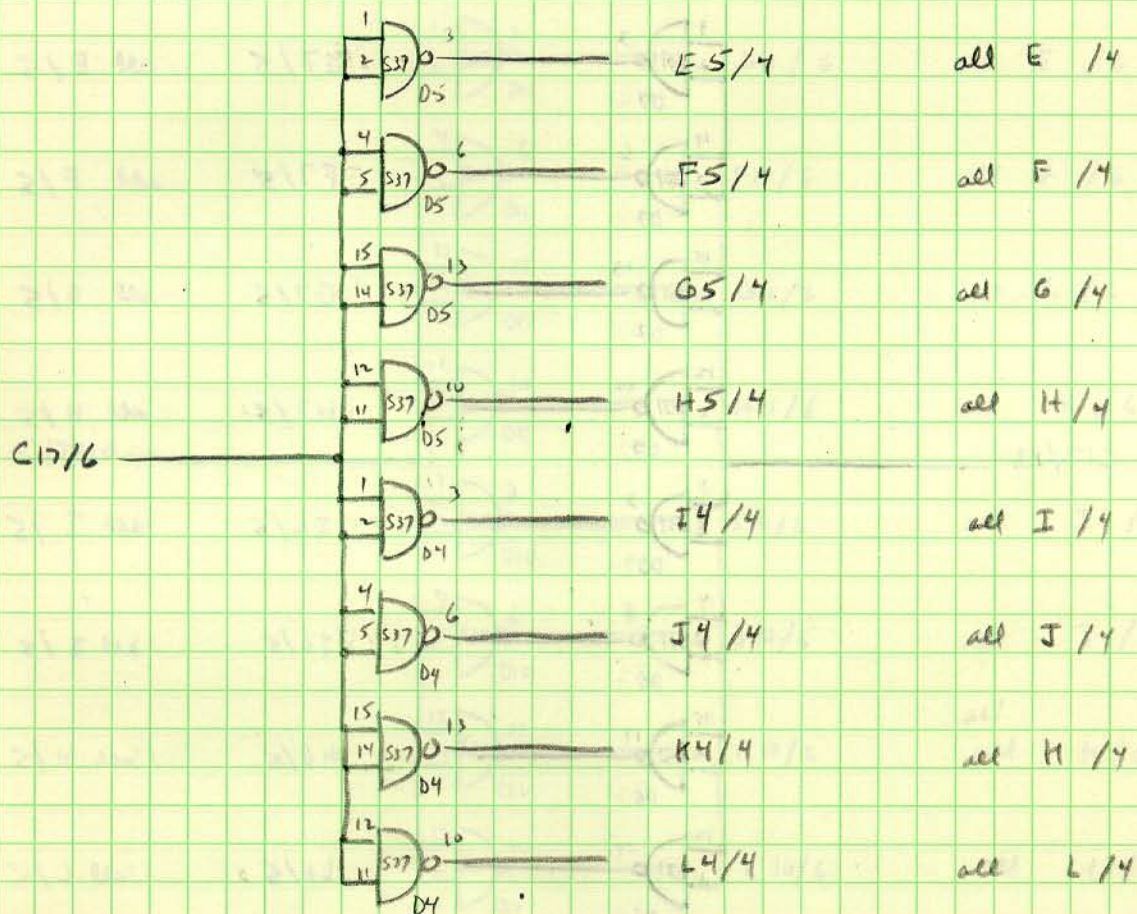 1
2 S37 3 E5/4 all E /4
D5
4
5 S37 6 F5/4 all F /4
D5
15
14 S37 13 G5/4 all G /4
D5
12
11 S37 10 H5/4 all H /4
D5
C17/6
1
2 S37 3 I4/4 all I /4
D4
4
5 S37 6 J4/4 all J /4
D4
15
14 S37 13 K4/4 all H /4
D4
12
11 S37 10 L4/4 all L /4
D4